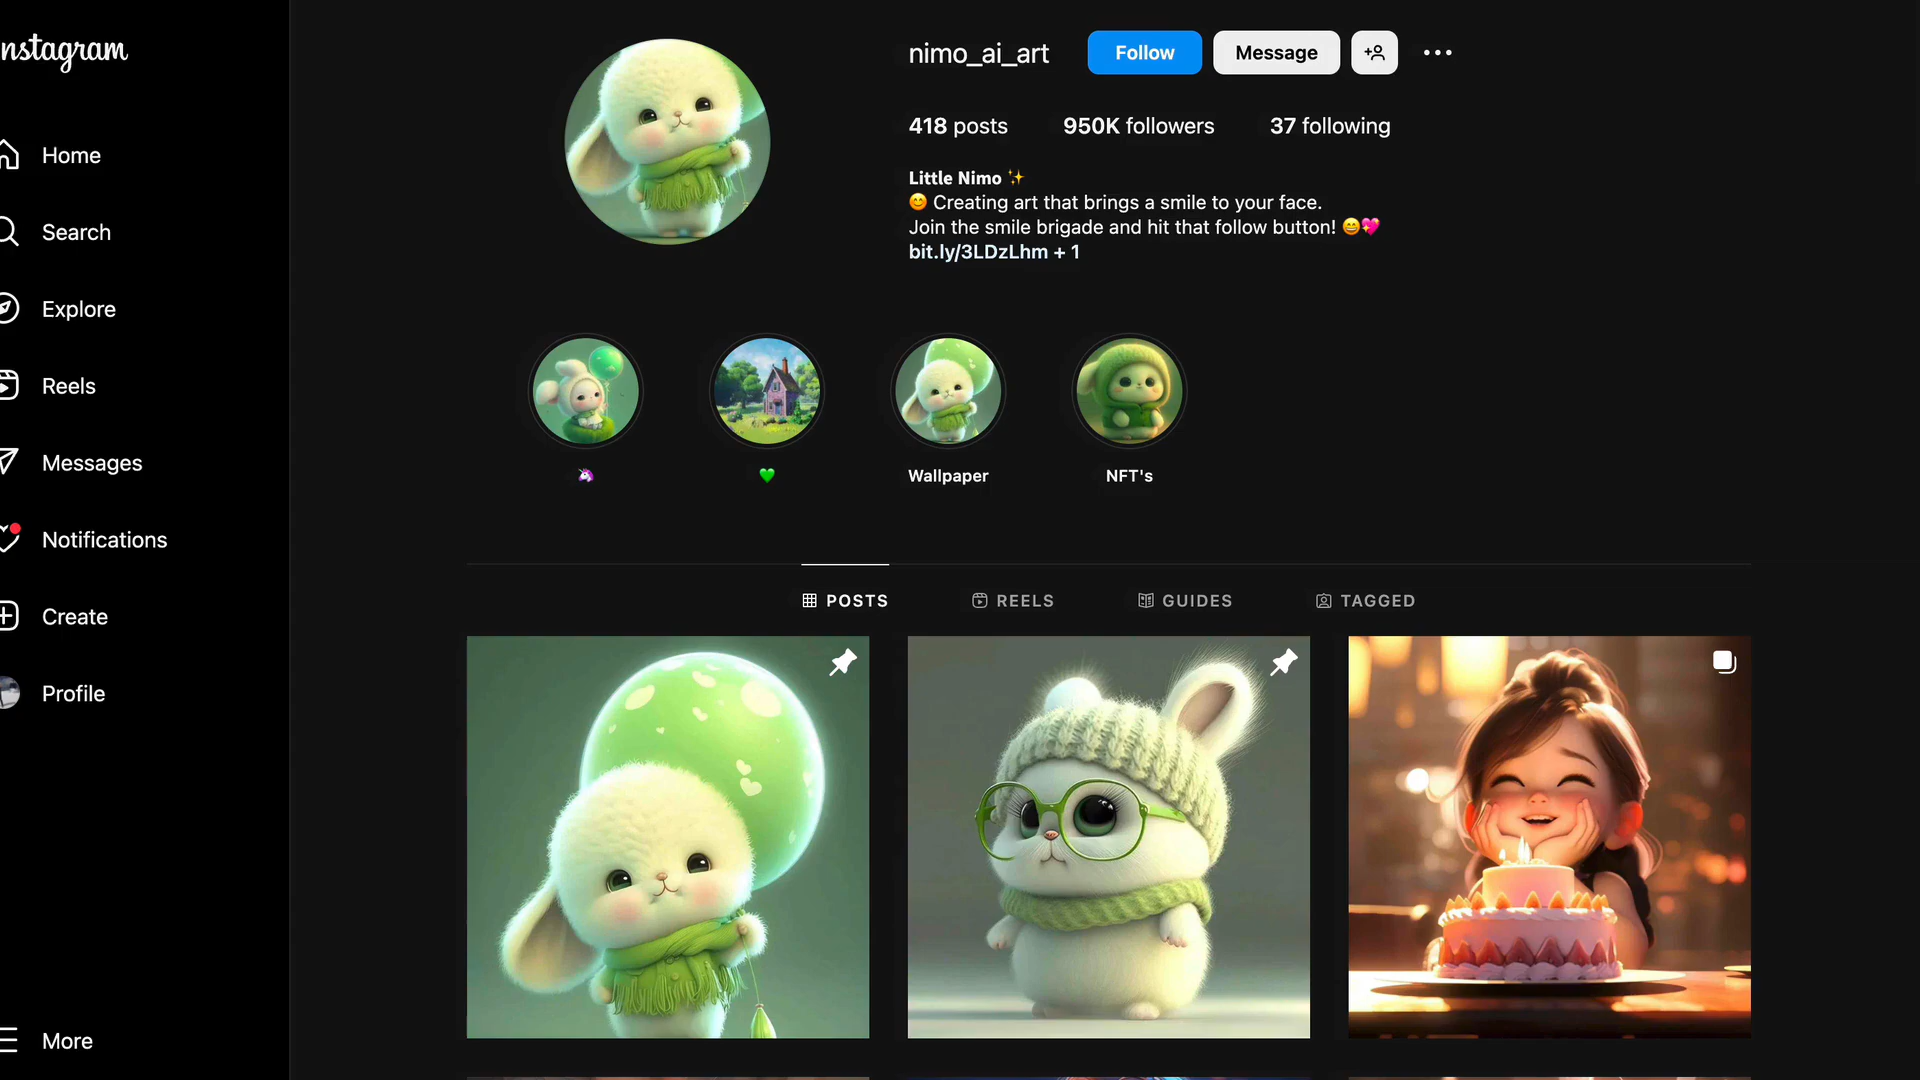 nstagram
Home
Search
Explore
Reels
Messages
Notifications
Create
Profile
More
nimo_ai_art
Follow
Message
418 posts
950K followers
37 following
Little Nimo ✨
😊 Creating art that brings a smile to your face.
Join the smile brigade and hit that follow button! 😄💖
bit.ly/3LDzLhm + 1
🦄
💚
Wallpaper
NFT's
POSTS
REELS
GUIDES
TAGGED